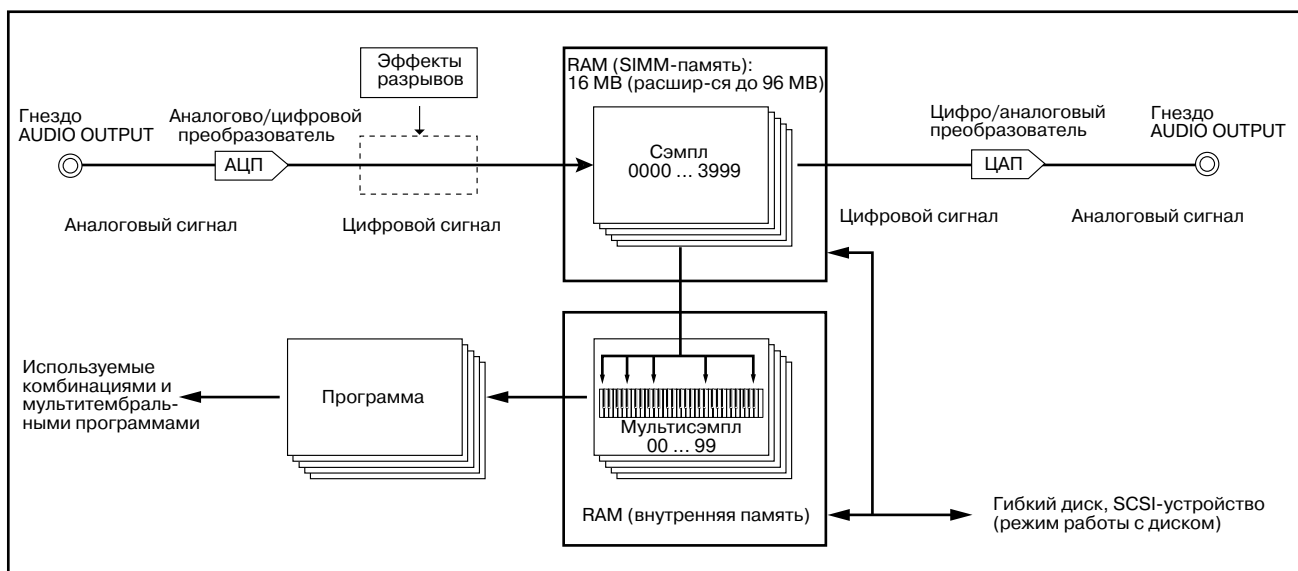 Эффекты
разрывов
RAM (SIMM-память):
16 MB (расшир-ся до 96 MB)
Гнездо
AUDIO OUTPUT
Аналогово/цифровой
преобразователь
Цифро/аналоговый
преобразователь
Гнездо
AUDIO OUTPUT
АЦП
Сэмпл
0000 ... 3999
ЦАП
Аналоговый сигнал
Цифровой сигнал
Цифровой сигнал
Аналоговый сигнал
Используемые
комбинациями и
мультитембраль-
ными программами
Программа
Мультисэмпл
00 ... 99
RAM (внутренняя память)
Гибкий диск, SCSI-устройство
(режим работы с диском)